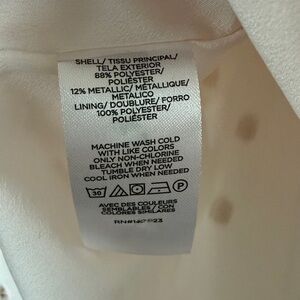 SHELL/ TISSU PRINCIPAL/
TELA EXTERIOR
88% POLYESTER/
POLIÉSTER
12% METALLIC/ MÉTALLIQUE/
METALICO
LINING/ DOUBLURE/ FORRO
100% POLYESTER/
POLIÉSTER
MACHINE WASH COLD
WITH LIKE COLORS
ONLY NON-CHLORINE
BLEACH WHEN NEEDED
TUMBLE DRY LOW
COOL IRON WHEN NEEDED
30 P
AVEC DES COULEURS
SEMBLABLES / CON
COLORES SIMILARES